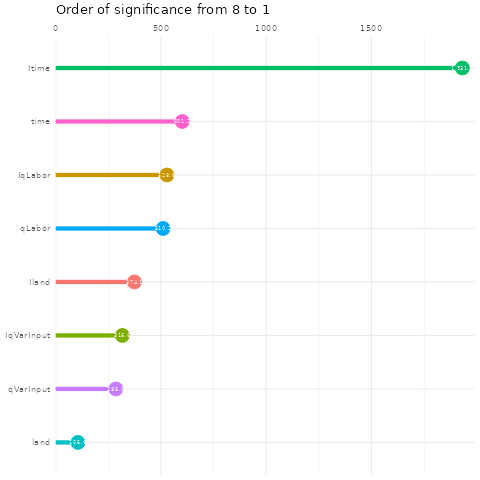 Order of significance from 8 to 1
0 500 1000 1500
ltime
time
lqLabor
qLabor
lland
lqVarInput
qVarInput
land